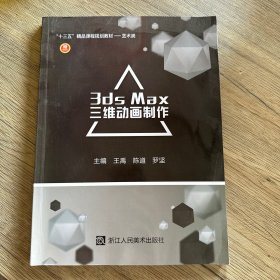 "十三五"精品课程规划教材——艺术类
3ds Max
三维动画制作
主编 王禹 陈道 罗坚
浙江人民美术出版社